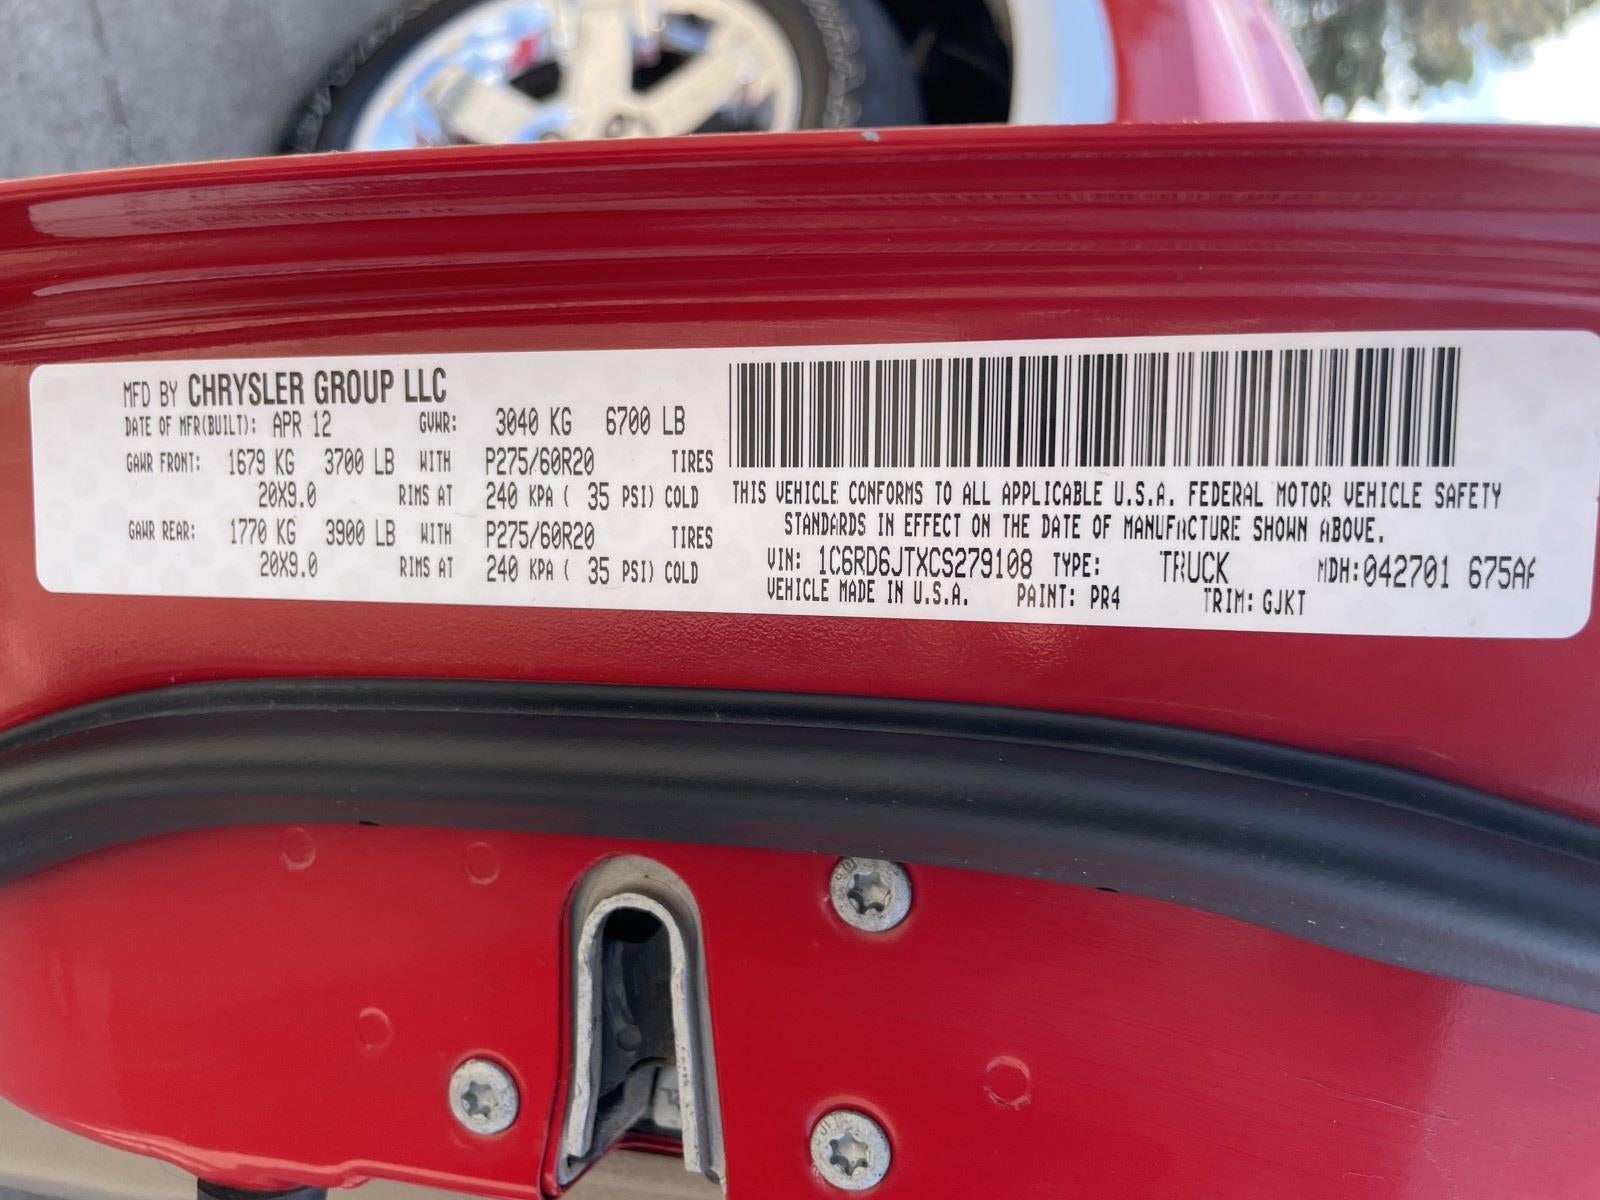 MFD BY CHRYSLER GROUP LLC
DATE OF MFR(BUILT): APR 12 GVWR: 3040 KG 6700 LB
GAWR FRONT: 1679 KG 3700 LB WITH P275/60R20 TIRES
20X9.0 RIMS AT 240 KPA ( 35 PSI) COLD
GAWR REAR: 1770 KG 3900 LB WITH P275/60R20 TIRES
20X9.0 RIMS AT 240 KPA ( 35 PSI) COLD
THIS VEHICLE CONFORMS TO ALL APPLICABLE U.S.A. FEDERAL MOTOR VEHICLE SAFETY
STANDARDS IN EFFECT ON THE DATE OF MANUFACTURE SHOWN ABOVE.
VIN: 1C6RD6JTXCS279108 TYPE: TRUCK MDH:042701 675AA
VEHICLE MADE IN U.S.A. PAINT: PR4 TRIM: GJKT